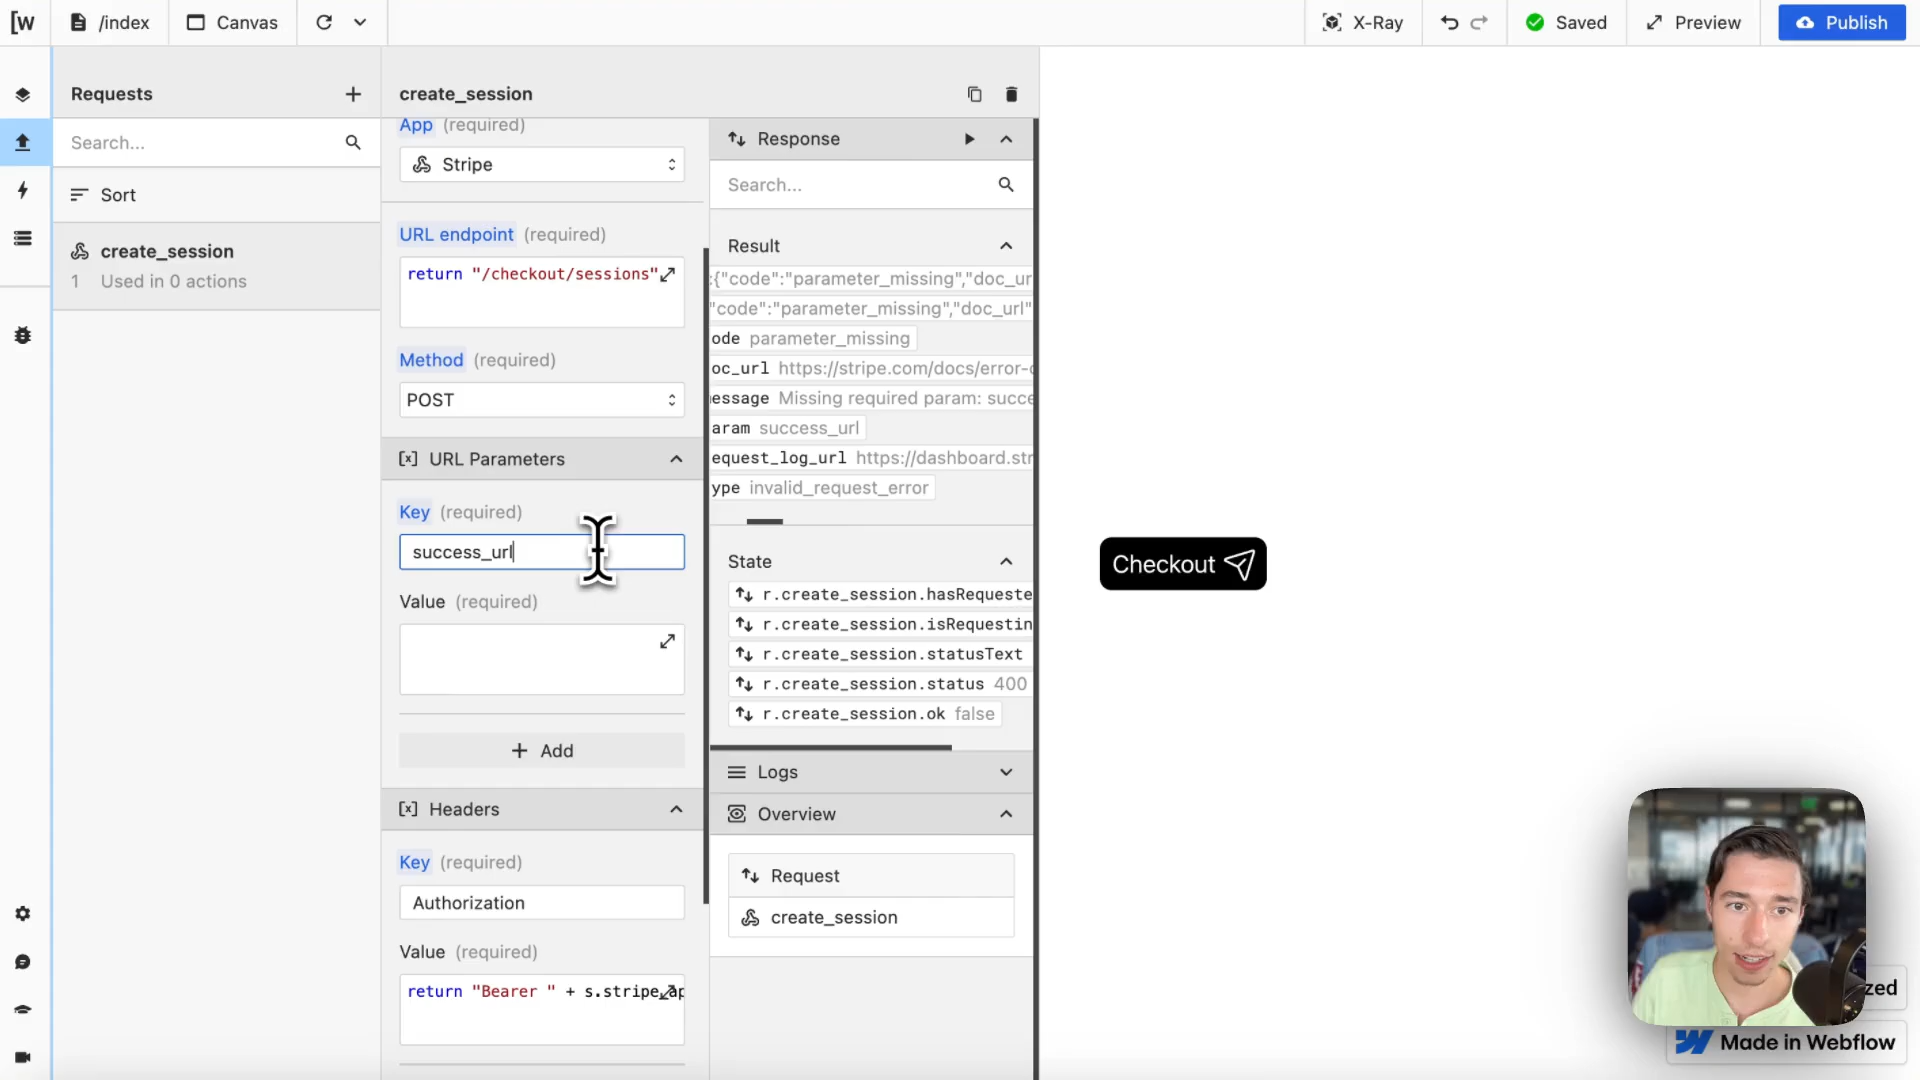 [w
/index
Canvas
X-Ray
Saved
Preview
Publish
Requests
Search...
Sort
create_session
1 Used in 0 actions
create_session
App (required)
Stripe
URL endpoint (required)
return "/checkout/sessions"
Method (required)
POST
[x] URL Parameters
Key (required)
success_url
Value (required)
+ Add
[x] Headers
Key (required)
Authorization
Value (required)
return "Bearer " + s.stripe
Response
Search...
Result
:{"code":"parameter_missing","doc_ur
"code":"parameter_missing","doc_url"
ode parameter_missing
oc_url https://stripe.com/docs/error-c
essage Missing required param: succe
aram success_url
equest_log_url https://dashboard.str
ype invalid_request_error
State
r.create_session.hasRequeste
r.create_session.isRequestin
r.create_session.statusText
r.create_session.status 400
r.create_session.ok false
Logs
Overview
Request
create_session
Checkout
zed
Made in Webflow